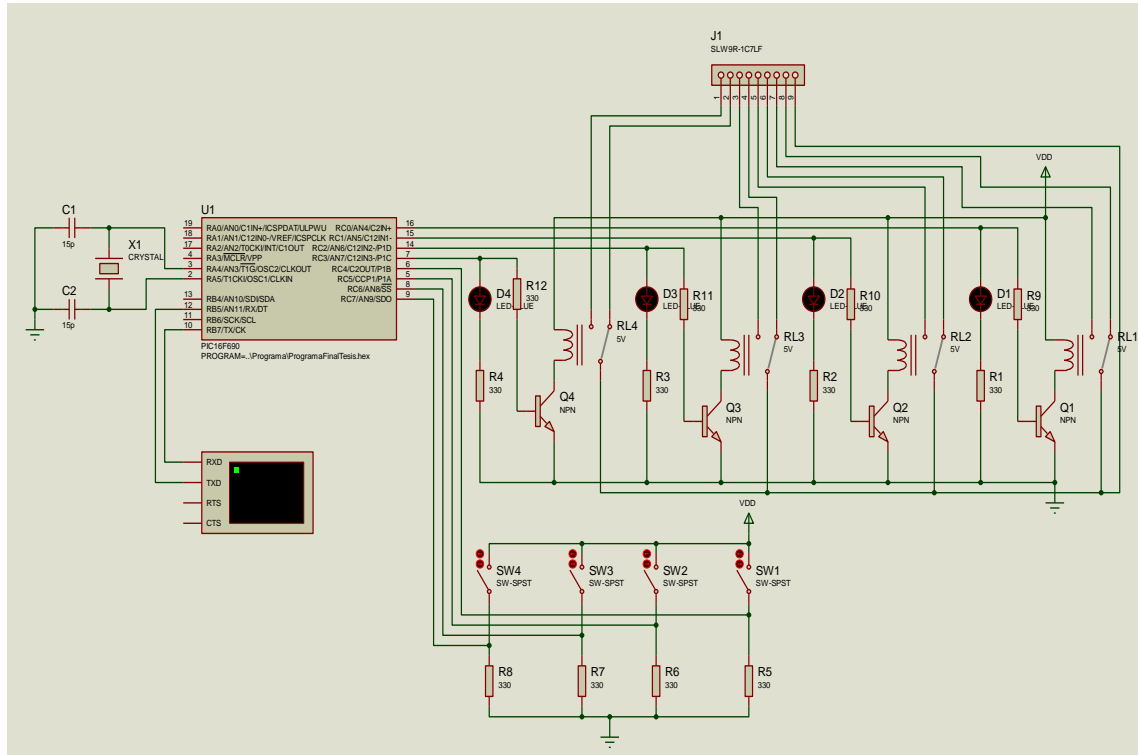 J1
SLW9R-1C7LF
1 2 3 4 5 6 7 8 9
VDD
C1
15p
X1
CRYSTAL
C2
15p
U1
19 RA0/AN0/C1IN+/ICSPDAT/ULPWU RC0/AN4/C2IN+ 16
18 RA1/AN1/C12IN0-/VREF/ICSPCLK RC1/AN5/C12IN1- 15
17 RA2/AN2/T0CKI/INT/C1OUT RC2/AN6/C12IN2-/P1D 14
4 RA3/MCLR/VPP RC3/AN7/C12IN3-/P1C 7
3 RA4/AN3/T1G/OSC2/CLKOUT RC4/C2OUT/P1B 6
2 RA5/T1CKI/OSC1/CLKIN RC5/CCP1/P1A 5
RC6/AN8/SS 8
13 RB4/AN10/SDI/SDA RC7/AN9/SDO 9
12 RB5/AN11/RX/DT
11 RB6/SCK/SCL
10 RB7/TX/CK
PIC16F690
PROGRAM=..\Programa\ProgramaFinalTesis.hex
D4
LED-BLUE
R12
330
D3
LED-BLUE
R11
330
D2
LED-BLUE
R10
330
D1
LED-BLUE
R9
330
RL4
5V
RL3
5V
RL2
5V
RL1
5V
R4
330
Q4
NPN
R3
330
Q3
NPN
R2
330
Q2
NPN
R1
330
Q1
NPN
RXD
TXD
RTS
CTS
VDD
SW4
SW-SPST
SW3
SW-SPST
SW2
SW-SPST
SW1
SW-SPST
R8
330
R7
330
R6
330
R5
330